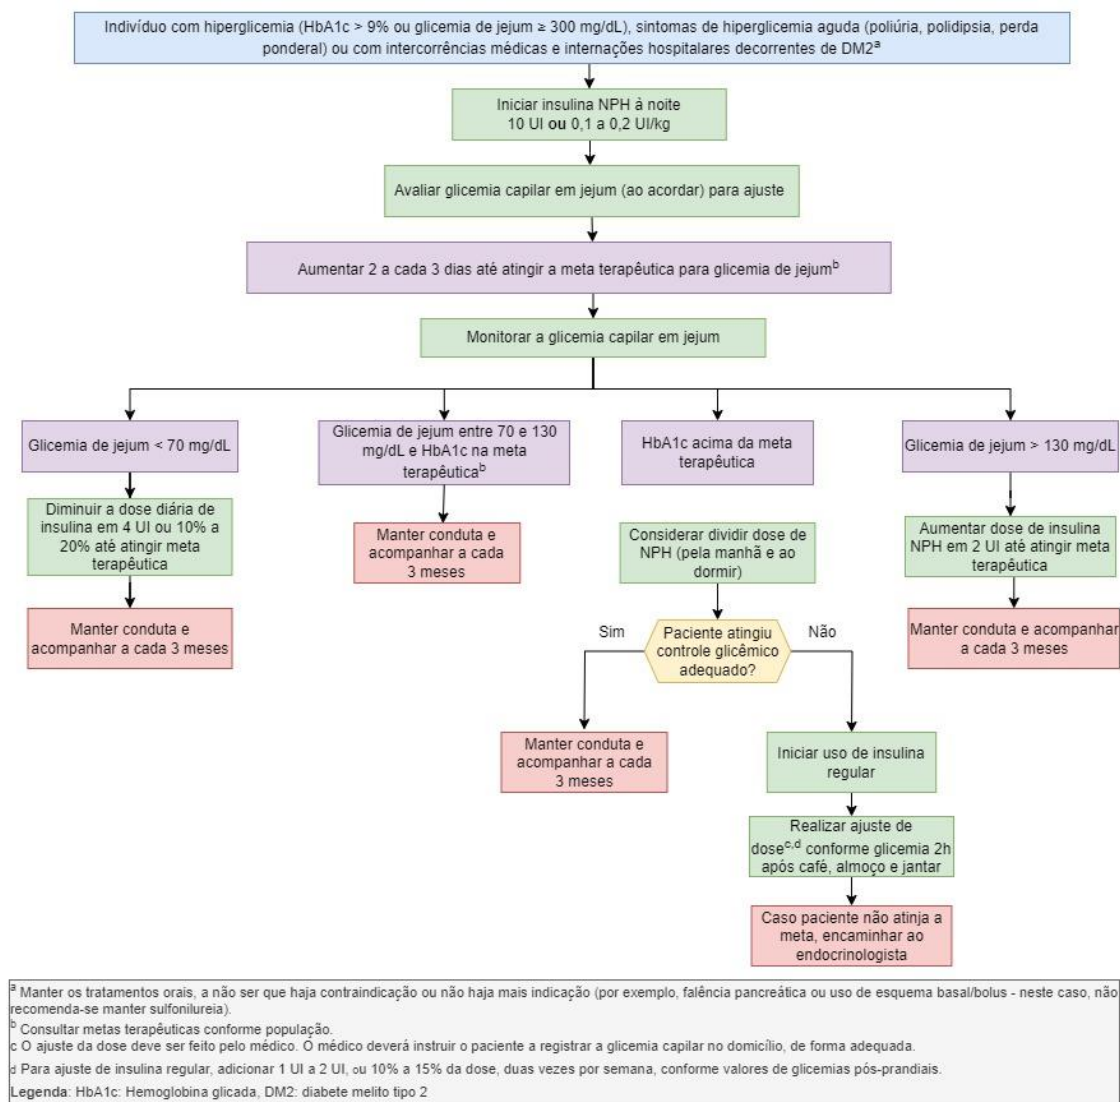 Indivíduo com hiperglicemia (HbA1c > 9% ou glicemia de jejum ≥ 300 mg/dL), sintomas de hiperglicemia aguda (poliúria, polidipsia, perda
ponderal) ou com intercorrências médicas e internações hospitalares decorrentes de DM2ª
Iniciar insulina NPH à noite
10 UI ou 0,1 a 0,2 UI/kg
Avaliar glicemia capilar em jejum (ao acordar) para ajuste
Aumentar 2 a cada 3 dias até atingir a meta terapêutica para glicemia de jejumᵇ
Monitorar a glicemia capilar em jejum
Glicemia de jejum < 70 mg/dL
Glicemia de jejum entre 70 e 130
mg/dL e HbA1c na meta
terapêuticaᵇ
HbA1c acima da meta
terapêutica
Glicemia de jejum > 130 mg/dL
Diminuir a dose diária de
insulina em 4 UI ou 10% a
20% até atingir meta
terapêutica
Manter conduta e
acompanhar a cada
3 meses
Considerar dividir dose de
NPH (pela manhã e ao
dormir)
Aumentar dose de insulina
NPH em 2 UI até atingir meta
terapêutica
Manter conduta e
acompanhar a cada 3 meses
Sim
Paciente atingiu
controle glicêmico
adequado?
Não
Manter conduta e acompanhar
a cada 3 meses
Manter conduta e
acompanhar a cada
3 meses
Iniciar uso de insulina
regular
Realizar ajuste de
doseᶜ,ᵈ conforme glicemia 2h
após café, almoço e jantar
Caso paciente não atinja a
meta, encaminhar ao
endocrinologista
ª Manter os tratamentos orais, a não ser que haja contraindicação ou não haja mais indicação (por exemplo, falência pancreática ou uso de esquema basal/bolus - neste caso, não
recomenda-se manter sulfonilureia).
ᵇ Consultar metas terapêuticas conforme população.
c O ajuste da dose deve ser feito pelo médico. O médico deverá instruir o paciente a registrar a glicemia capilar no domicílio, de forma adequada.
d Para ajuste de insulina regular, adicionar 1 UI a 2 UI, ou 10% a 15% da dose, duas vezes por semana, conforme valores de glicemias pós-prandiais.
Legenda: HbA1c: Hemoglobina glicada, DM2: diabete melito tipo 2